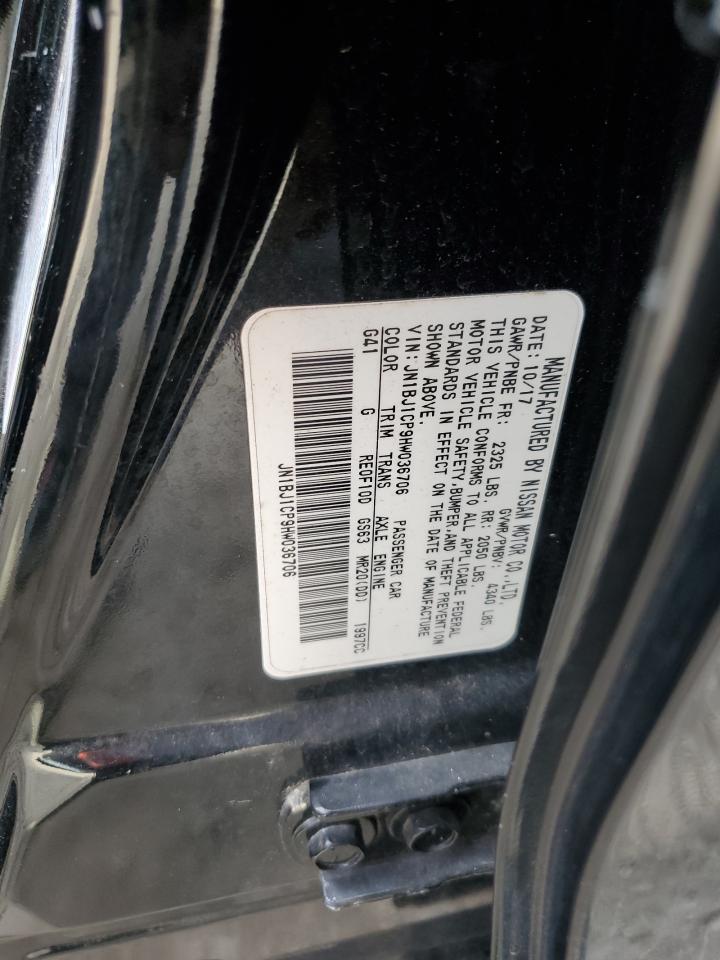 MANUFACTURED BY NISSAN MOTOR CO.,LTD.
DATE: 10/17 GVWR/PNBV: 4340 LBS.
GAWR/PNBE FR: 2325 LBS. RR: 2050 LBS.
THIS VEHICLE CONFORMS TO ALL APPLICABLE FEDERAL
MOTOR VEHICLE SAFETY,BUMPER,AND THEFT PREVENTION
STANDARDS IN EFFECT ON THE DATE OF MANUFACTURE
SHOWN ABOVE.
VIN: JN1BJ1CP9HW036706 PASSENGER CAR
COLOR TRIM TRANS AXLE ENGINE
G41 G RE0F10D GS63 MR20(DD) 1997CC
JN1BJ1CP9HW036706